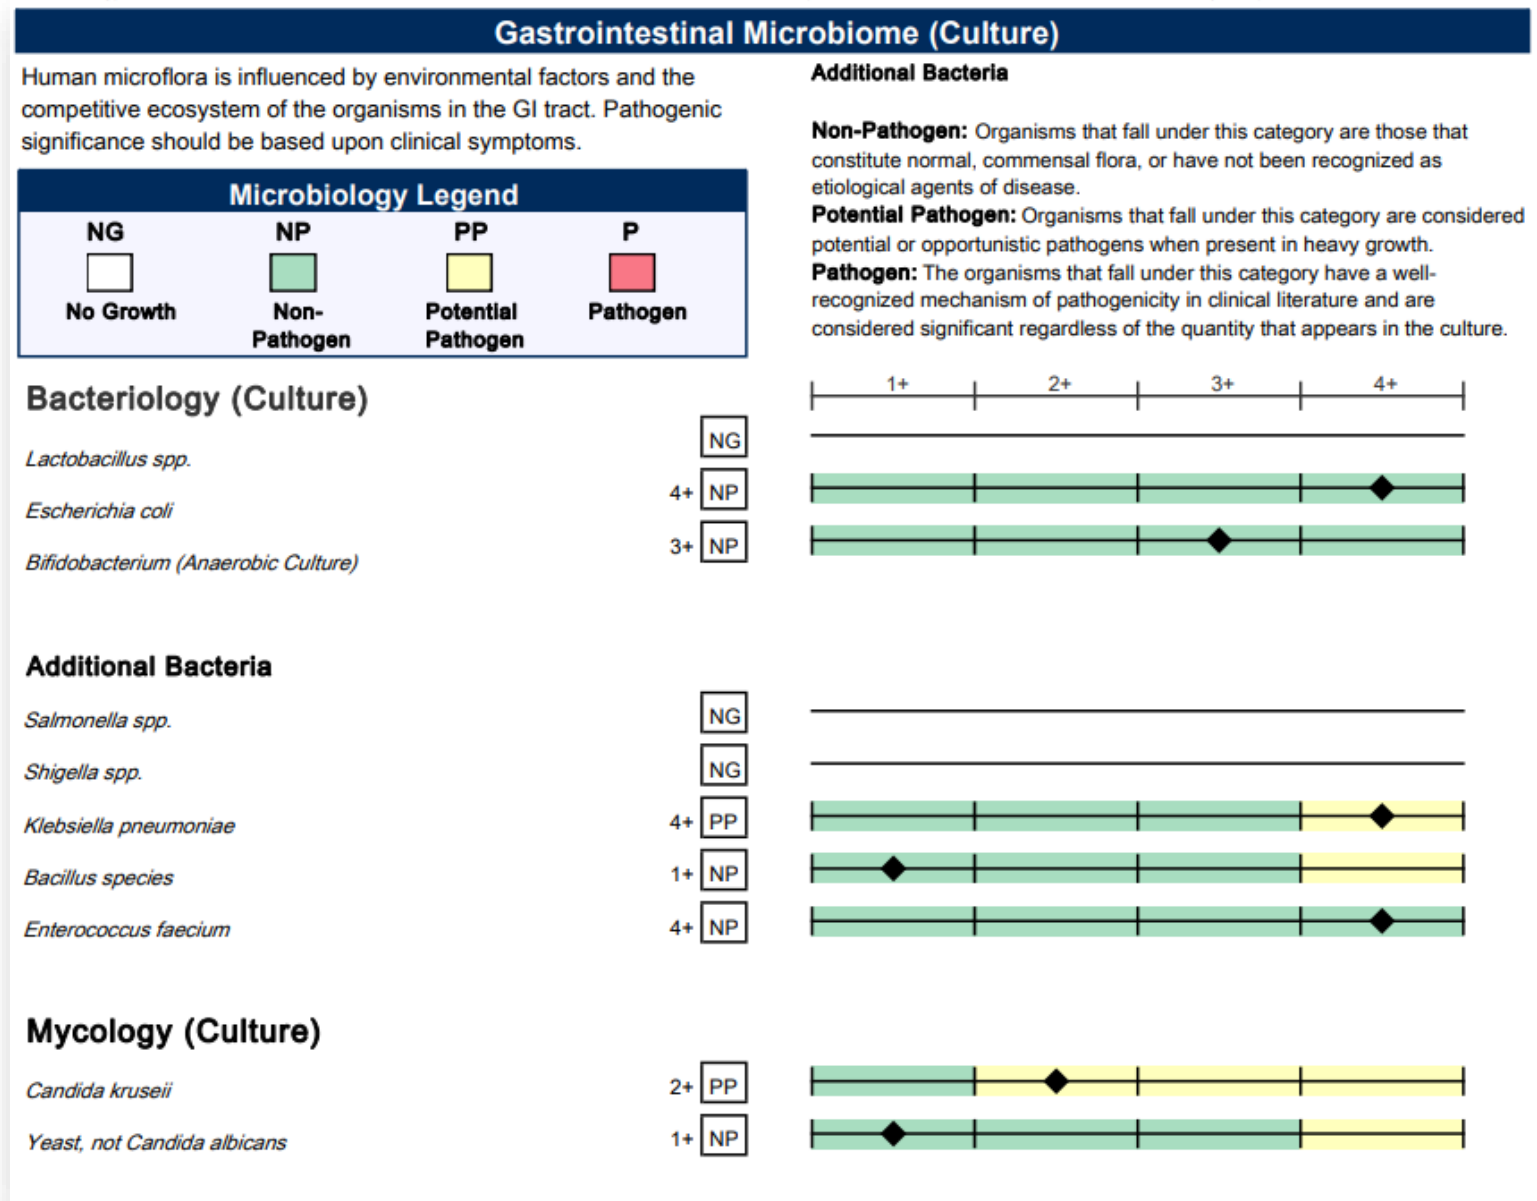 Gastrointestinal Microbiome (Culture)
Human microflora is influenced by environmental factors and the
competitive ecosystem of the organisms in the GI tract. Pathogenic
significance should be based upon clinical symptoms.
Microbiology Legend
NG NP PP P
No Growth Non- Potential Pathogen
Pathogen Pathogen
Additional Bacteria
Non-Pathogen: Organisms that fall under this category are those that
constitute normal, commensal flora, or have not been recognized as
etiological agents of disease.
Potential Pathogen: Organisms that fall under this category are considered
potential or opportunistic pathogens when present in heavy growth.
Pathogen: The organisms that fall under this category have a well-
recognized mechanism of pathogenicity in clinical literature and are
considered significant regardless of the quantity that appears in the culture.
Bacteriology (Culture) 1+ 2+ 3+ 4+
Lactobacillus spp. NG
Escherichia coli 4+ NP
Bifidobacterium (Anaerobic Culture) 3+ NP
Additional Bacteria
Salmonella spp. NG
Shigella spp. NG
Klebsiella pneumoniae 4+ PP
Bacillus species 1+ NP
Enterococcus faecium 4+ NP
Mycology (Culture)
Candida kruseii 2+ PP
Yeast, not Candida albicans 1+ NP